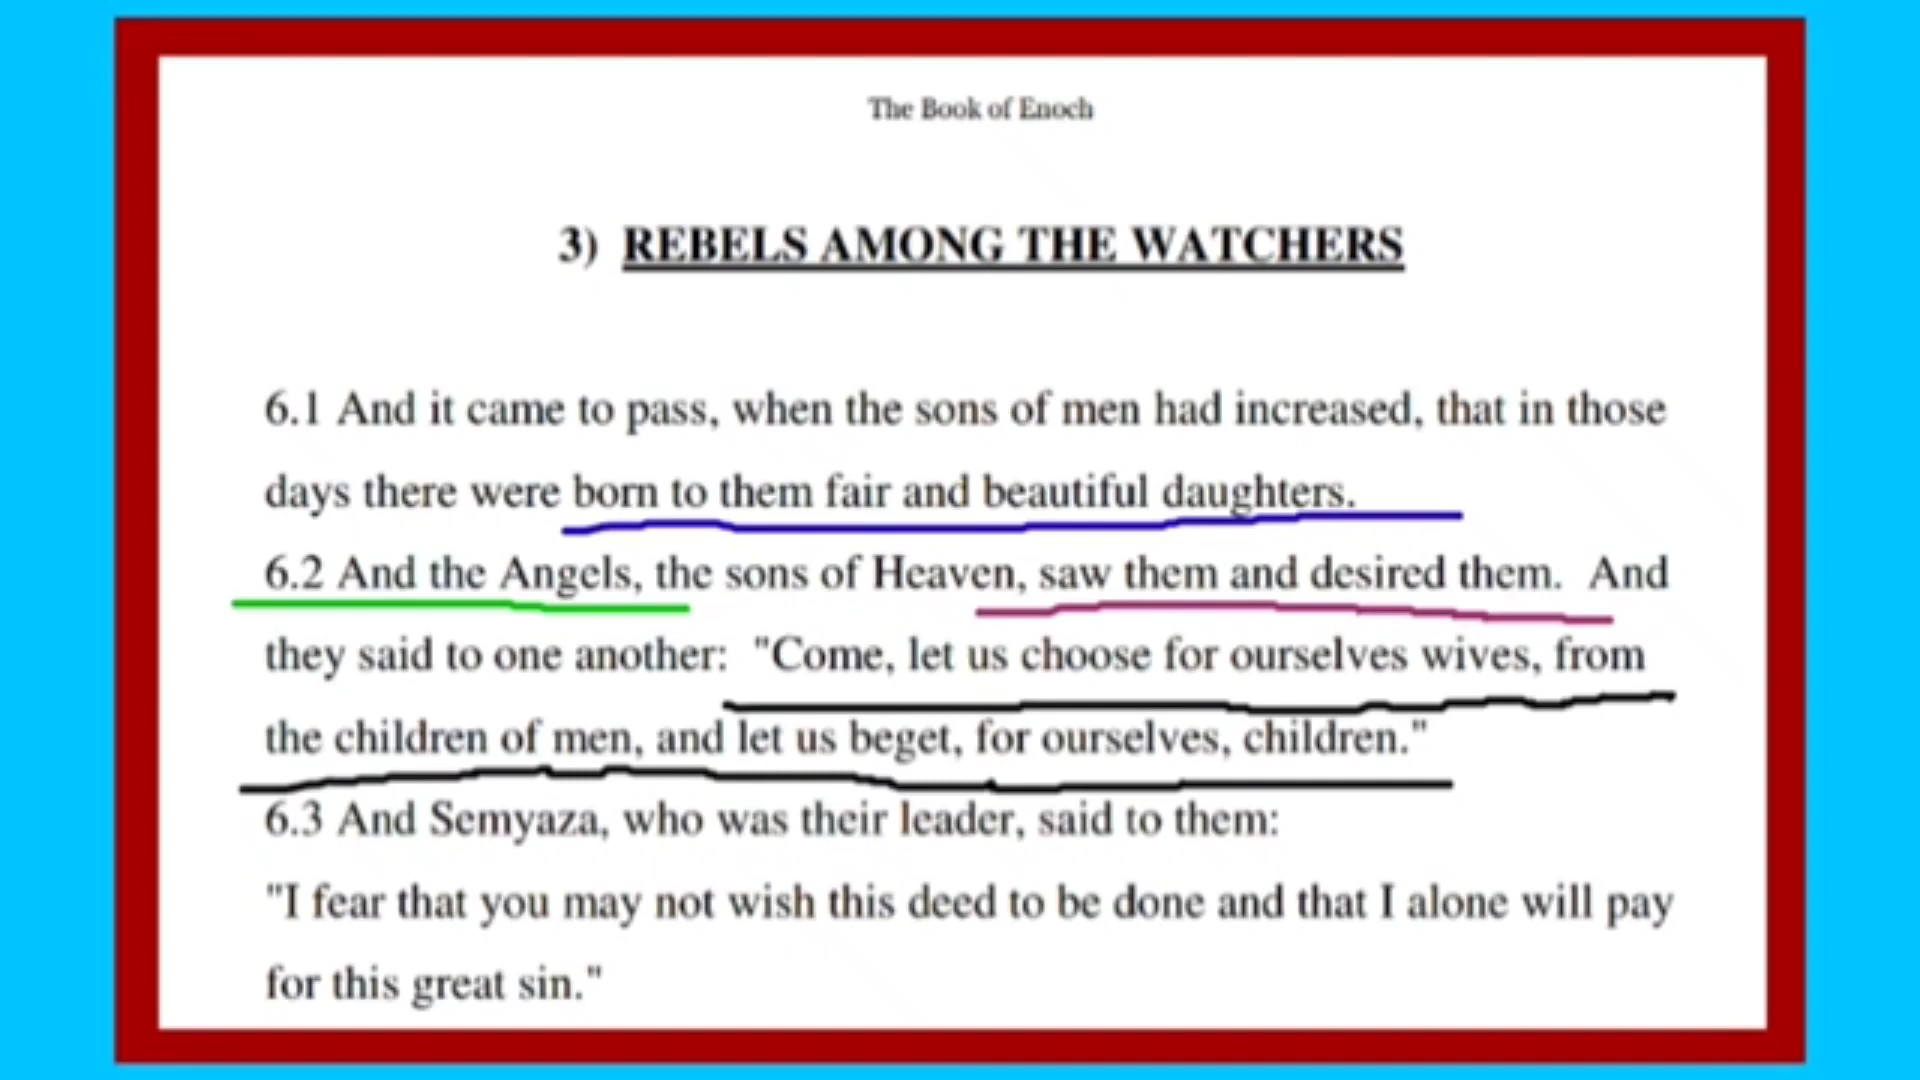 The Book of Enoch
3) REBELS AMONG THE WATCHERS
6.1 And it came to pass, when the sons of men had increased, that in those
days there were born to them fair and beautiful daughters.
6.2 And the Angels, the sons of Heaven, saw them and desired them. And
they said to one another: "Come, let us choose for ourselves wives, from
the children of men, and let us beget, for ourselves, children."
6.3 And Semyaza, who was their leader, said to them:
"I fear that you may not wish this deed to be done and that I alone will pay
for this great sin."